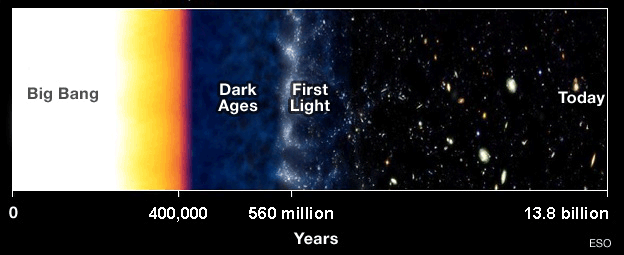 Big Bang
Dark
Ages
First
Light
Today
0
400,000
560 million
13.8 billion
Years
ESO